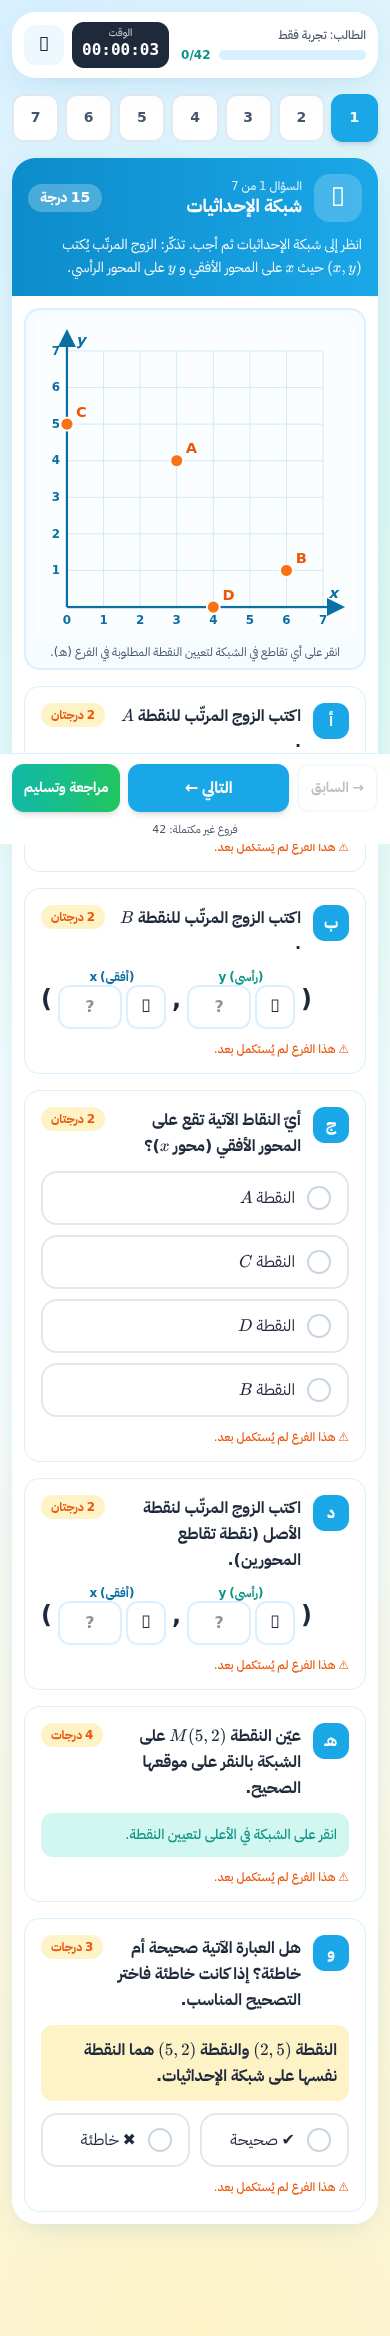 الطالب: تجربة فقط
0/42
الوقت
00:00:03
1
2
3
4
5
6
7
السؤال 1 من 7
شبكة الإحداثيات
15 درجة
انظر إلى شبكة الإحداثيات ثم أجب. تذكّر: الزوج المرتّب يُكتب
(x, y) حيث x على المحور الأفقي و y على المحور الرأسي.
y
7
6
5
4
3
2
1
C
A
B
D
x
0 1 2 3 4 5 6 7
انقر على أي تقاطع في الشبكة لتعيين النقطة المطلوبة في الفرع (هـ).
أ
اكتب الزوج المرتّب للنقطة A
.
2 درجتان
→ السابق
التالي ←
مراجعة وتسليم
فروع غير مكتملة: 42
⚠ هذا الفرع لم يُستكمل بعد.
ب
اكتب الزوج المرتّب للنقطة B
.
2 درجتان
x (أفقي)
y (رأسي)
( ? , ? )
⚠ هذا الفرع لم يُستكمل بعد.
ج
أيّ النقاط الآتية تقع على
المحور الأفقي (محور x)؟
2 درجتان
النقطة A
النقطة C
النقطة D
النقطة B
⚠ هذا الفرع لم يُستكمل بعد.
د
اكتب الزوج المرتّب لنقطة
الأصل (نقطة تقاطع
المحورين).
2 درجتان
x (أفقي)
y (رأسي)
( ? , ? )
⚠ هذا الفرع لم يُستكمل بعد.
هـ
عيّن النقطة M(5, 2) على
الشبكة بالنقر على موقعها
الصحيح.
4 درجات
انقر على الشبكة في الأعلى لتعيين النقطة.
⚠ هذا الفرع لم يُستكمل بعد.
و
هل العبارة الآتية صحيحة أم
خاطئة؟ إذا كانت خاطئة فاختر
التصحيح المناسب.
3 درجات
النقطة (2, 5) والنقطة (5, 2) هما النقطة
نفسها على شبكة الإحداثيات.
✔ صحيحة
✖ خاطئة
⚠ هذا الفرع لم يُستكمل بعد.